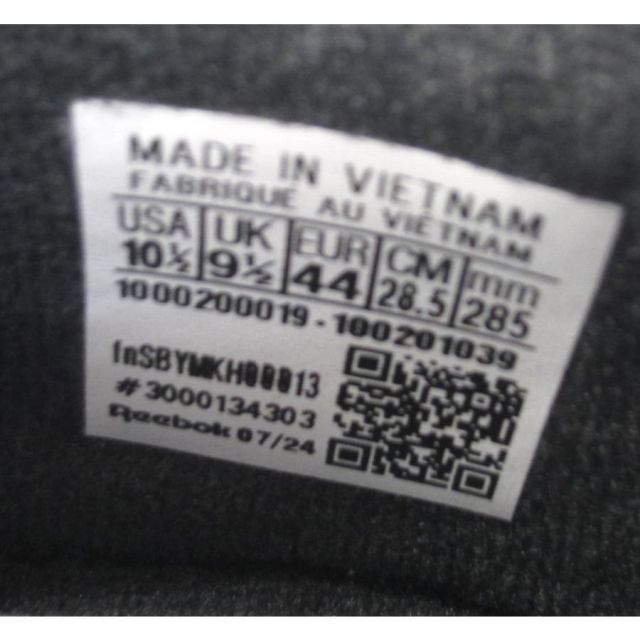 MADE IN VIETNAM
FABRIQUE AU VIETNAM
USA UK EUR CM mm
10½ 9½ 44 28.5 285
1000200019-100201039
#3000134303
Reebok 07/24